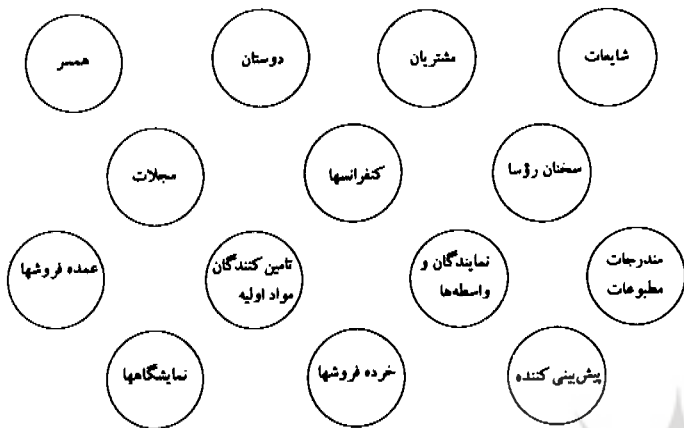 شایعات
مشتریان
دوستان
همسر
سخنان رؤسا
کنفرانسها
مجلات
مندرجات
مطبوعات
نمایندگان و
واسطه‌ها
تامین کنندگان
مواد اولیه
عمده فروشها
پیش‌بینی کننده
خرده فروشها
نمایشگاهها